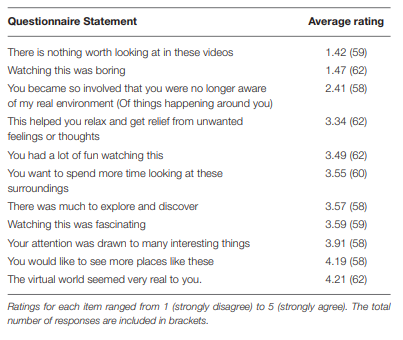 Questionnaire Statement Average rating
There is nothing worth looking at in these videos 1.42 (59)
Watching this was boring 1.47 (62)
You became so involved that you were no longer aware 2.41 (58)
of my real environment (Of things happening around you)
This helped you relax and get relief from unwanted 3.34 (62)
feelings or thoughts
You had a lot of fun watching this 3.49 (62)
You want to spend more time looking at these 3.55 (60)
surroundings
There was much to explore and discover 3.57 (58)
Watching this was fascinating 3.59 (59)
Your attention was drawn to many interesting things 3.91 (58)
You would like to see more places like these 4.19 (58)
The virtual world seemed very real to you. 4.21 (62)
Ratings for each item ranged from 1 (strongly disagree) to 5 (strongly agree). The total
number of responses are included in brackets.